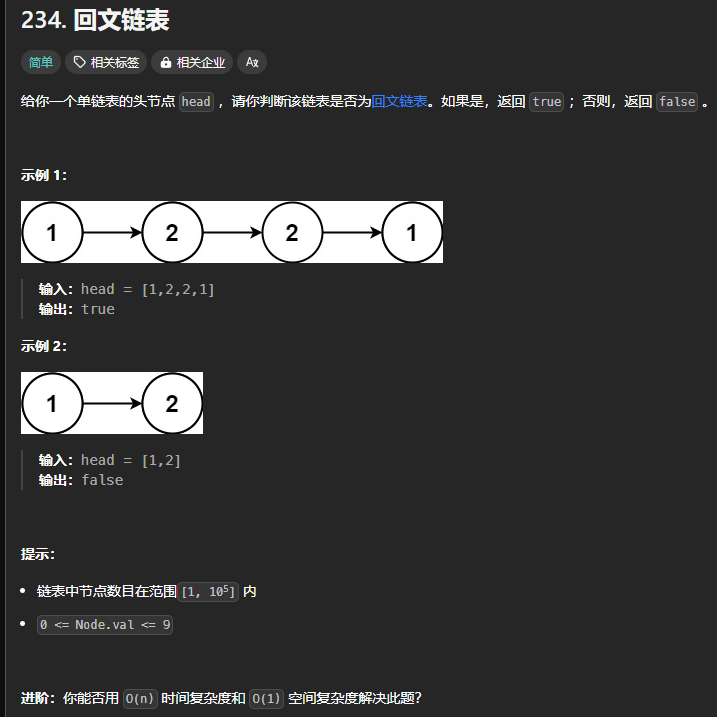 234. 回文链表
简单 相关标签 相关企业 Aあ
给你一个单链表的头节点 head ，请你判断该链表是否为回文链表。如果是，返回 true ；否则，返回 false 。
示例 1：
1 2 2 1
输入：head = [1,2,2,1]
输出：true
示例 2：
1 2
输入：head = [1,2]
输出：false
提示：
链表中节点数目在范围[1, 10⁵] 内
0 <= Node.val <= 9
进阶：你能否用 O(n) 时间复杂度和 O(1) 空间复杂度解决此题？